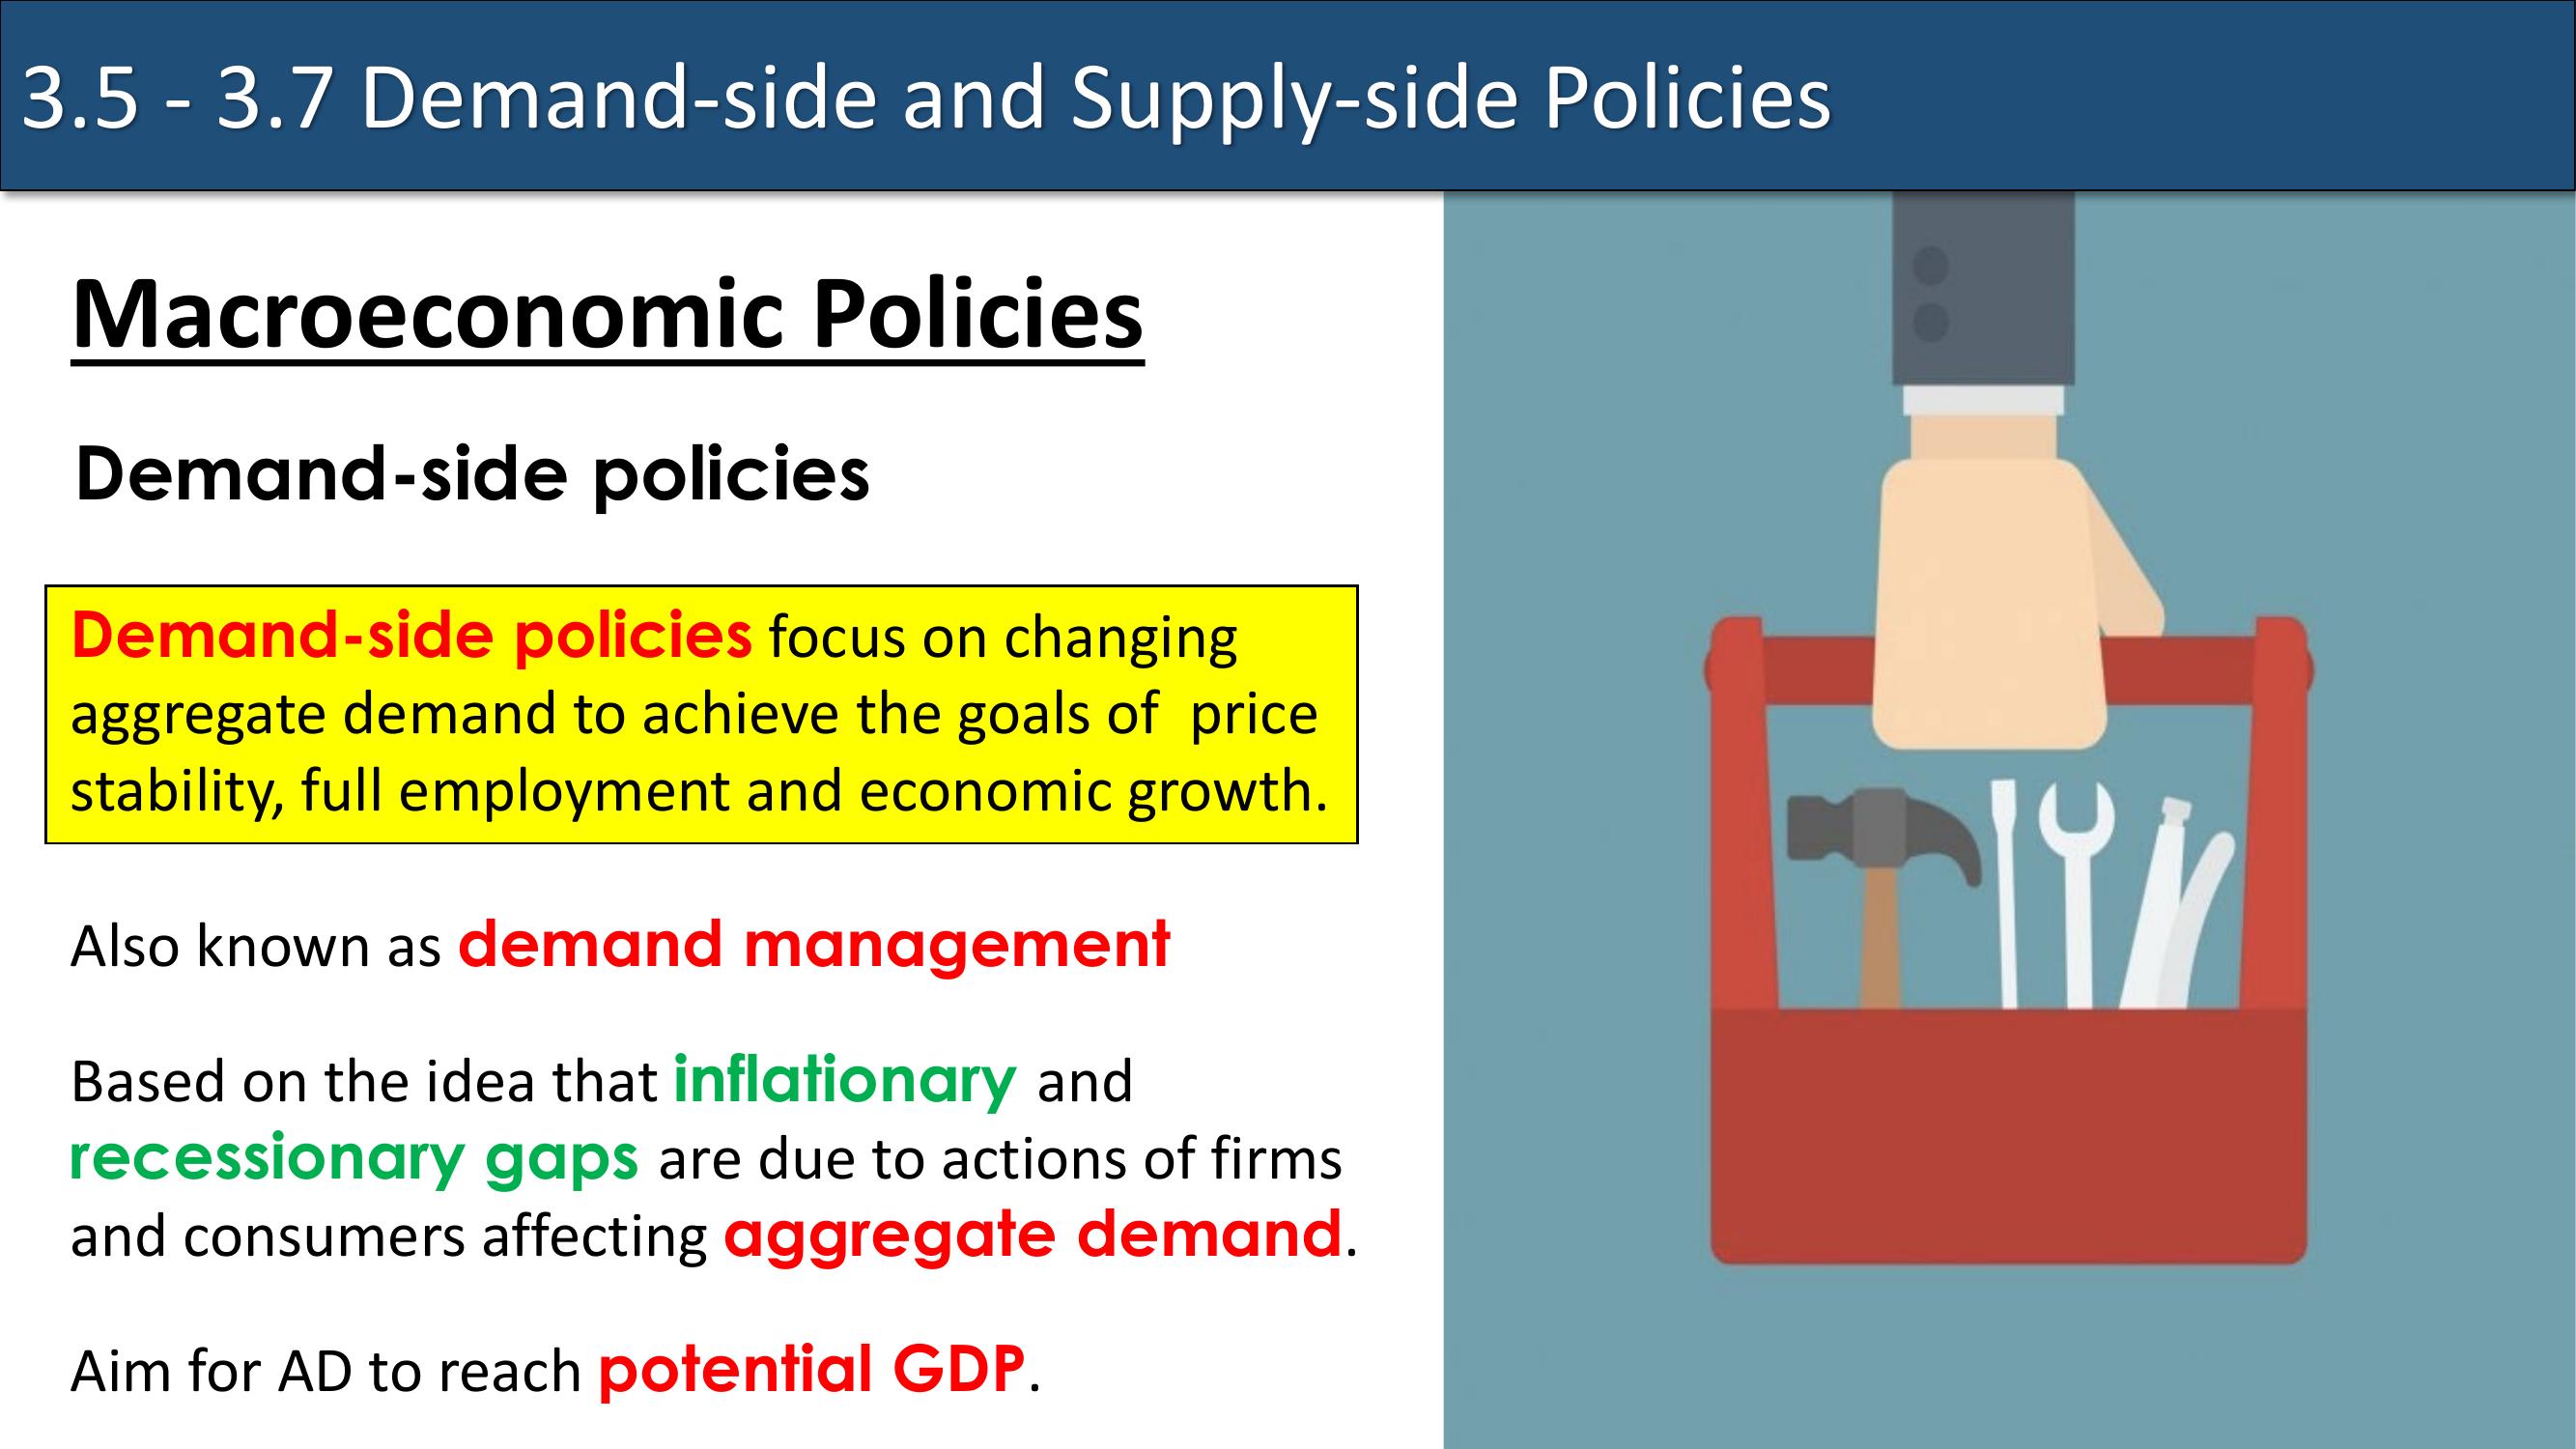 3.5 - 3.7 Demand-side and Supply-side Policies
Macroeconomic Policies
Demand-side policies
Demand-side policies focus on changing
aggregate demand to achieve the goals of  price
stability, full employment and economic growth.
Also known as demand management
Based on the idea that inflationary and
recessionary gaps are due to actions of firms
and consumers affecting aggregate demand.
Aim for AD to reach potential GDP.